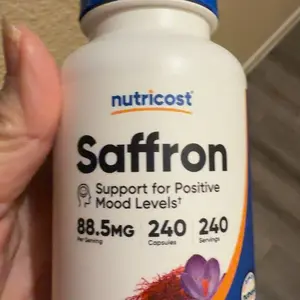 nutricost®
Saffron
Support for Positive
Mood Levels†
88.5MG 240 240
Per Serving Capsules Servings